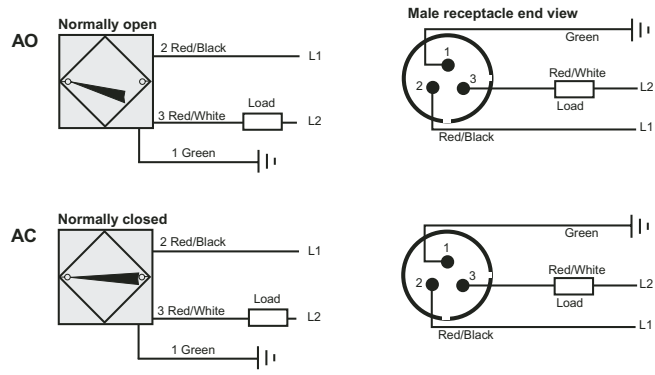 Normally open
Male receptacle end view
AO
2 Red/Black
L1
3 Red/White
Load
L2
1 Green
Green
1
2
3
Red/White
Load
L2
L1
Red/Black
Normally closed
AC
2 Red/Black
L1
3 Red/White
Load
L2
1 Green
Green
1
2
3
Red/White
Load
L2
L1
Red/Black